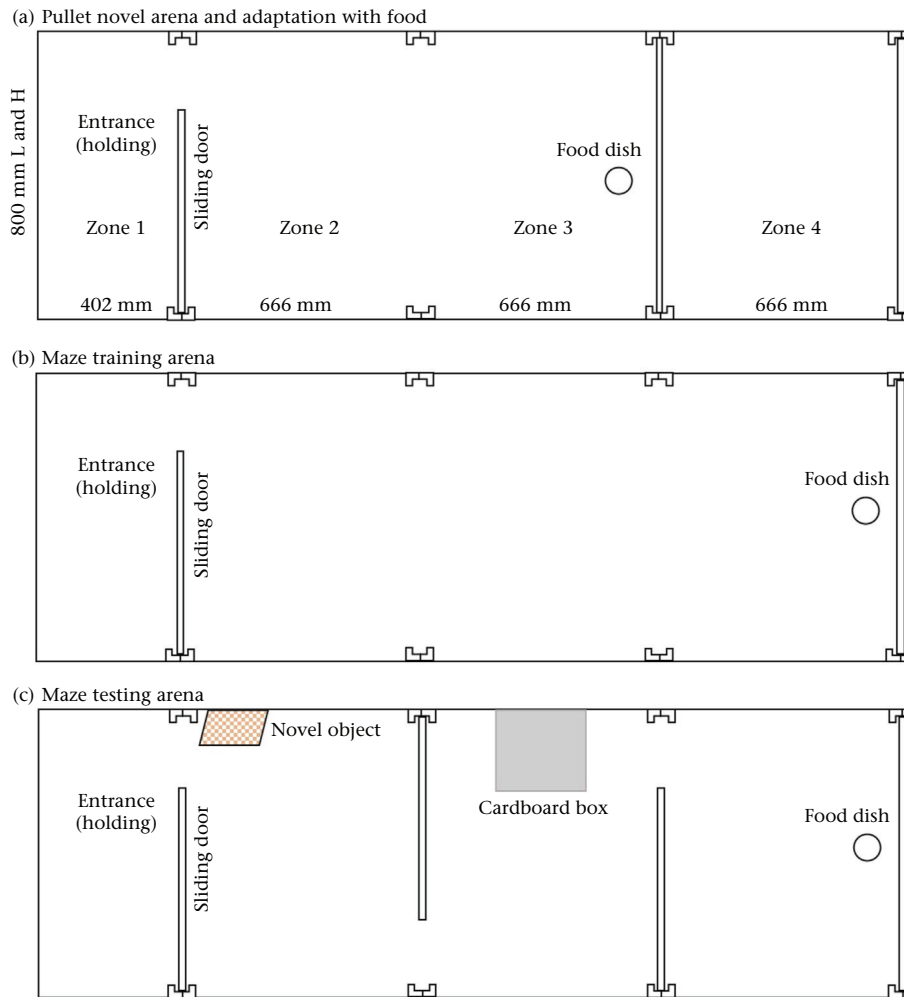 (a) Pullet novel arena and adaptation with food
800 mm L and H
Entrance
(holding)
Sliding door
Food dish
Zone 1
Zone 2
Zone 3
Zone 4
402 mm
666 mm
666 mm
666 mm
(b) Maze training arena
Entrance
(holding)
Sliding door
Food dish
(c) Maze testing arena
Novel object
Entrance
(holding)
Sliding door
Cardboard box
Food dish